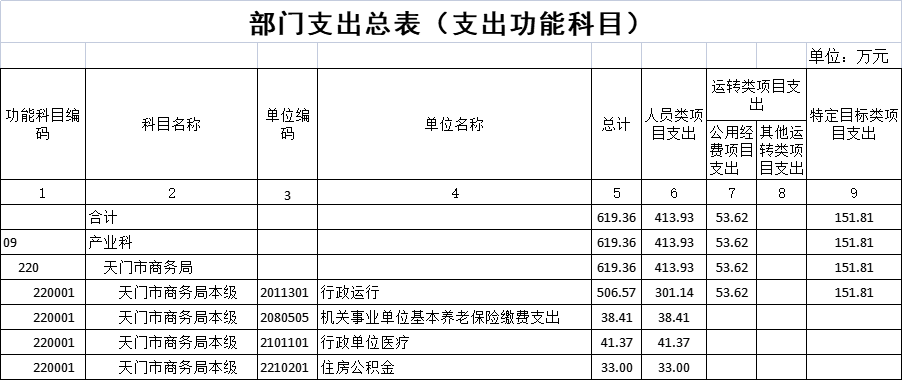 部门支出总表（支出功能科目）
单位：万元
功能科目编码 科目名称 单位编码 单位名称 总计 人员类项目支出 运转类项目支出 特定目标类项目支出
公用经费项目支出 其他运转类项目支出
1 2 3 4 5 6 7 8 9
合计 619.36 413.93 53.62 151.81
09 产业科 619.36 413.93 53.62 151.81
220 天门市商务局 619.36 413.93 53.62 151.81
220001 天门市商务局本级 2011301 行政运行 506.57 301.14 53.62 151.81
220001 天门市商务局本级 2080505 机关事业单位基本养老保险缴费支出 38.41 38.41
220001 天门市商务局本级 2101101 行政单位医疗 41.37 41.37
220001 天门市商务局本级 2210201 住房公积金 33.00 33.00